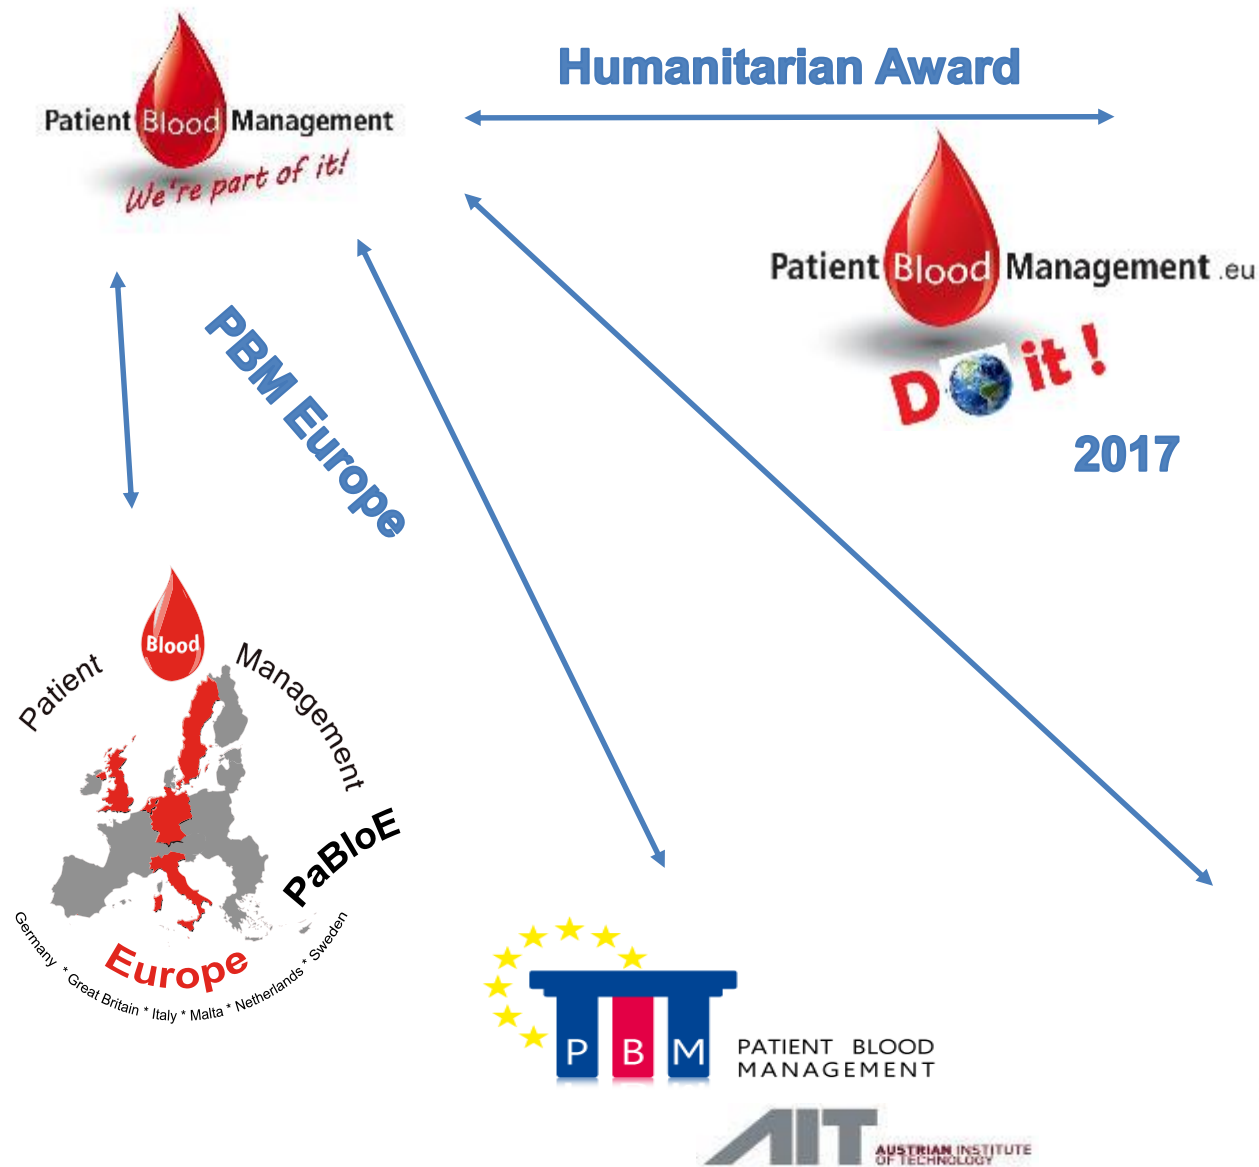 Humanitarian Award
Patient Blood Management
We're part of it!
Patient Blood Management .eu
Do it !
2017
PBM Europe
Blood
Patient
Management
PaBloE
Europe
Germany * Great Britain * Italy * Malta * Netherlands * Sweden
P B M
PATIENT BLOOD
MANAGEMENT
AIT
AUSTRIAN INSTITUTE
OF TECHNOLOGY